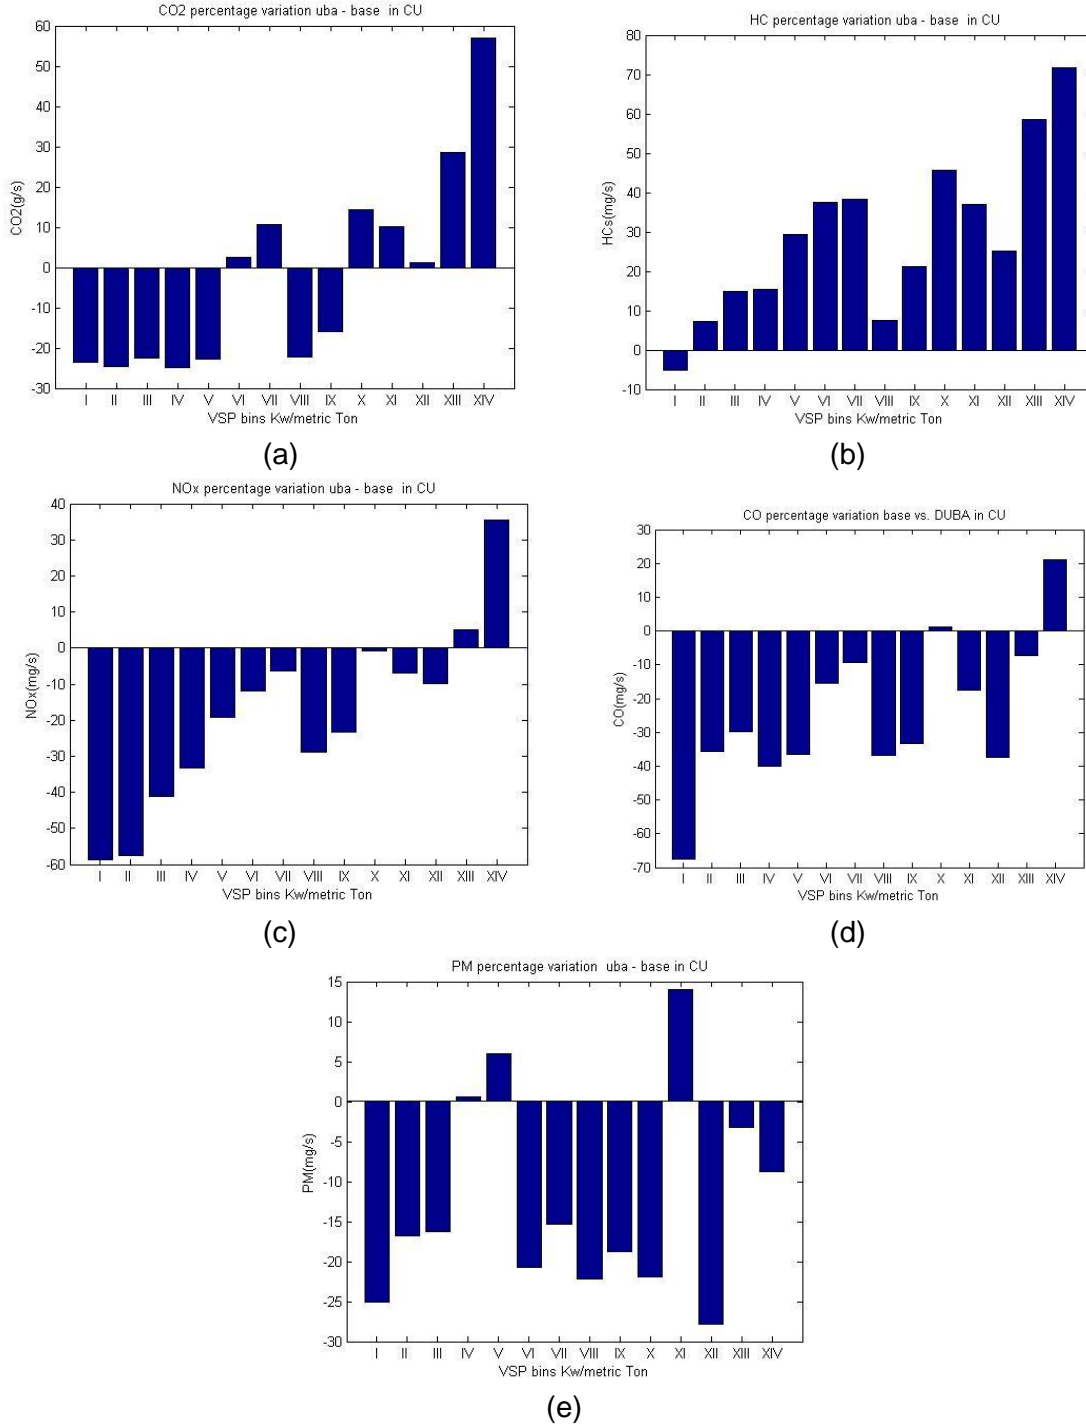 CO2 percentage variation uba - base in CU
60
50
40
30
20
10
0
-10
-20
-30
CO2(g/s)
I II III IV V VI VII VIII IX X XI XII XIII XIV
VSP bins Kw/metric Ton
(a)
HC percentage variation uba - base in CU
80
70
60
50
40
30
20
10
0
-10
HCs(mg/s)
I II III IV V VI VII VIII IX X XI XII XIII XIV
VSP bins Kw/metric Ton
(b)
NOx percentage variation uba - base in CU
40
30
20
10
0
-10
-20
-30
-40
-50
-60
NOx(mg/s)
I II III IV V VI VII VIII IX X XI XII XIII XIV
VSP bins Kw/metric Ton
(c)
CO percentage variation base vs. DUBA in CU
30
20
10
0
-10
-20
-30
-40
-50
-60
-70
CO(mg/s)
I II III IV V VI VII VIII IX X XI XII XIII XIV
VSP bins Kw/metric Ton
(d)
PM percentage variation uba - base in CU
15
10
5
0
-5
-10
-15
-20
-25
-30
PM(mg/s)
I II III IV V VI VII VIII IX X XI XII XIII XIV
VSP bins Kw/metric Ton
(e)